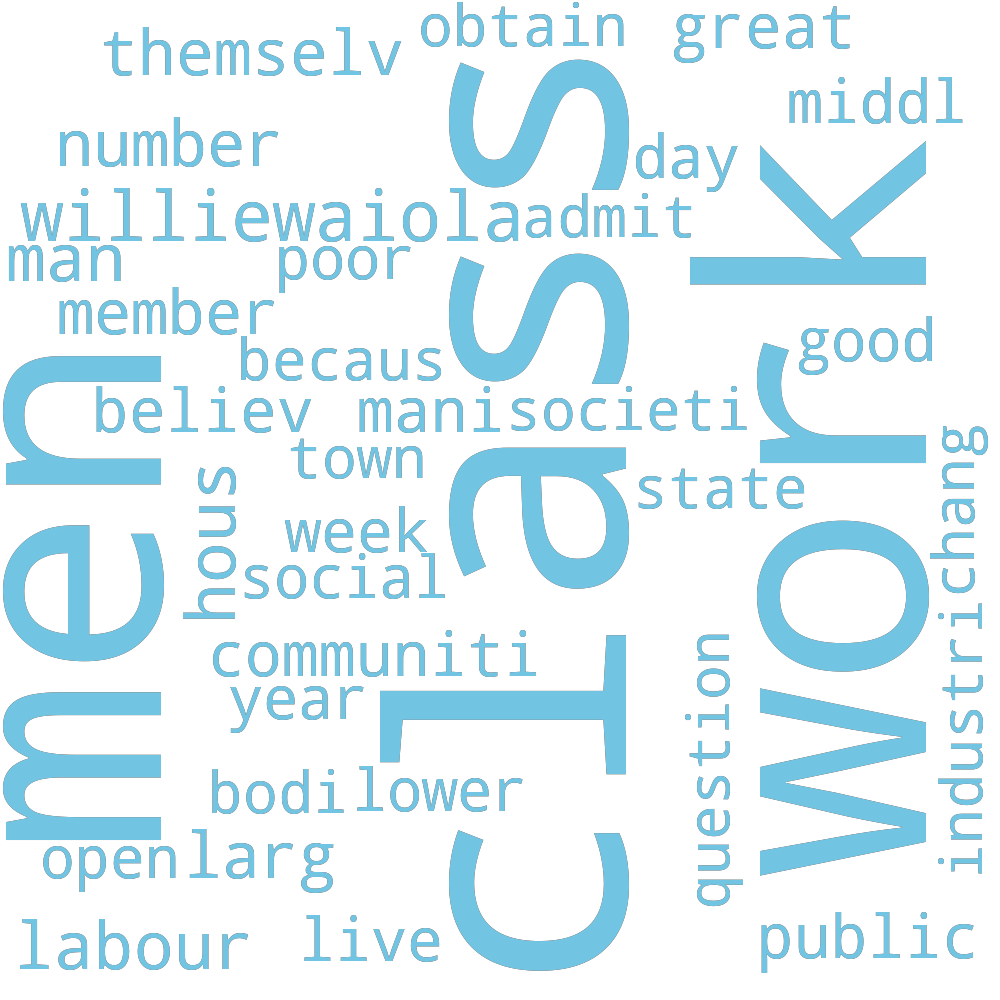 themselv
obtain
great
middl
number
day
williewaiola
admit
man
poor
member
good
becaus
believ
mani
societi
town
state
week
social
hous
men
class
work
chang
industri
communiti
year
question
bodi
lower
open
larg
labour
live
public